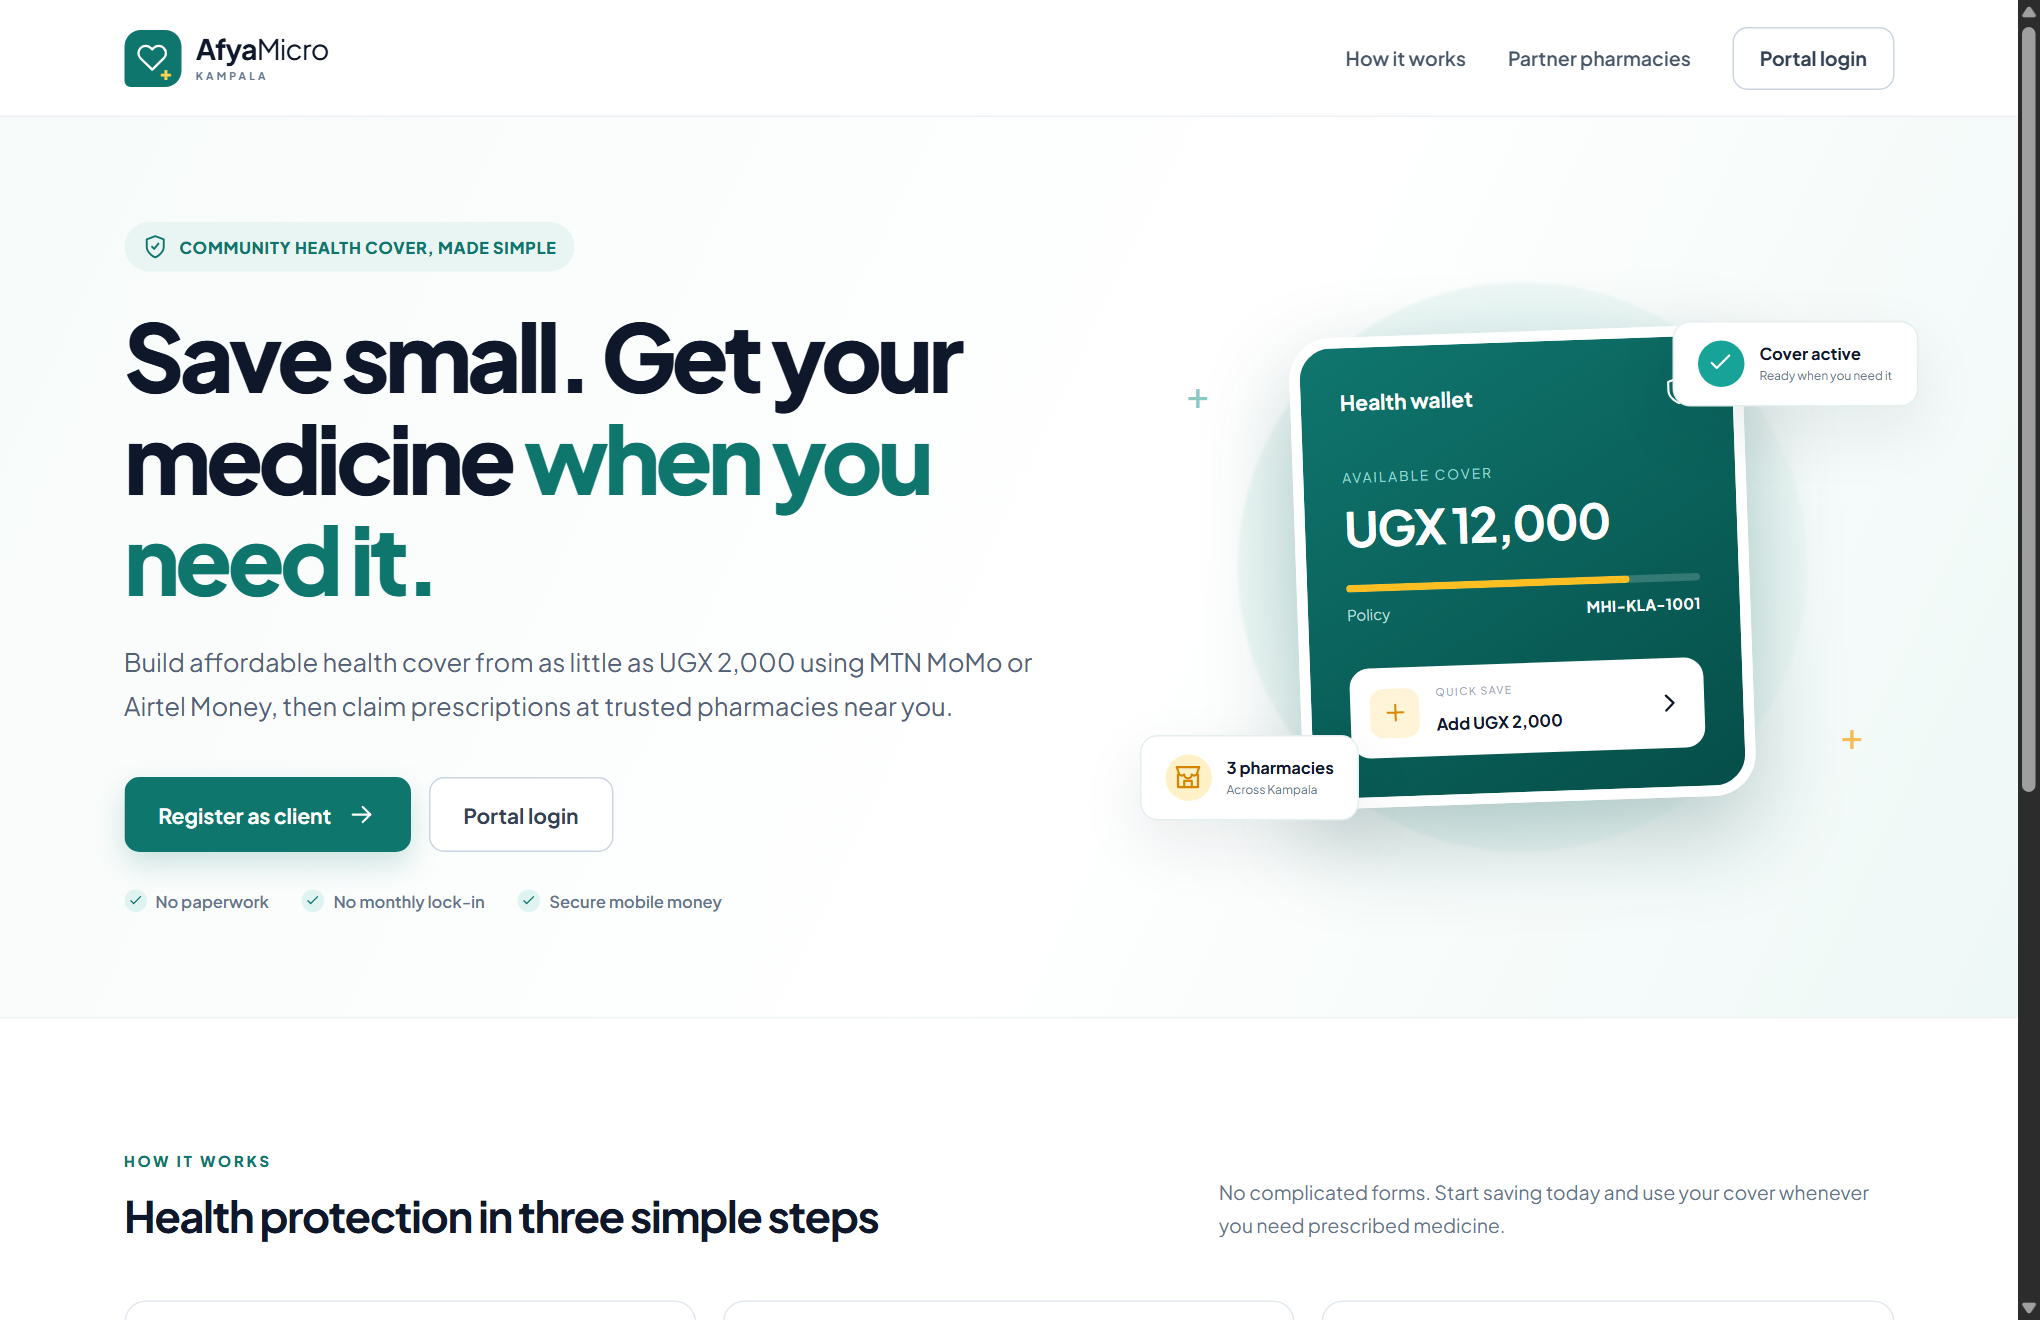 AfyaMicro
KAMPALA
How it works
Partner pharmacies
Portal login
COMMUNITY HEALTH COVER, MADE SIMPLE
Save small. Get your
medicine when you
need it.
Build affordable health cover from as little as UGX 2,000 using MTN MoMo or
Airtel Money, then claim prescriptions at trusted pharmacies near you.
Register as client
Portal login
No paperwork
No monthly lock-in
Secure mobile money
Cover active
Ready when you need it
Health wallet
AVAILABLE COVER
UGX 12,000
Policy
MHI-KLA-1001
QUICK SAVE
Add UGX 2,000
3 pharmacies
Across Kampala
HOW IT WORKS
Health protection in three simple steps
No complicated forms. Start saving today and use your cover whenever
you need prescribed medicine.